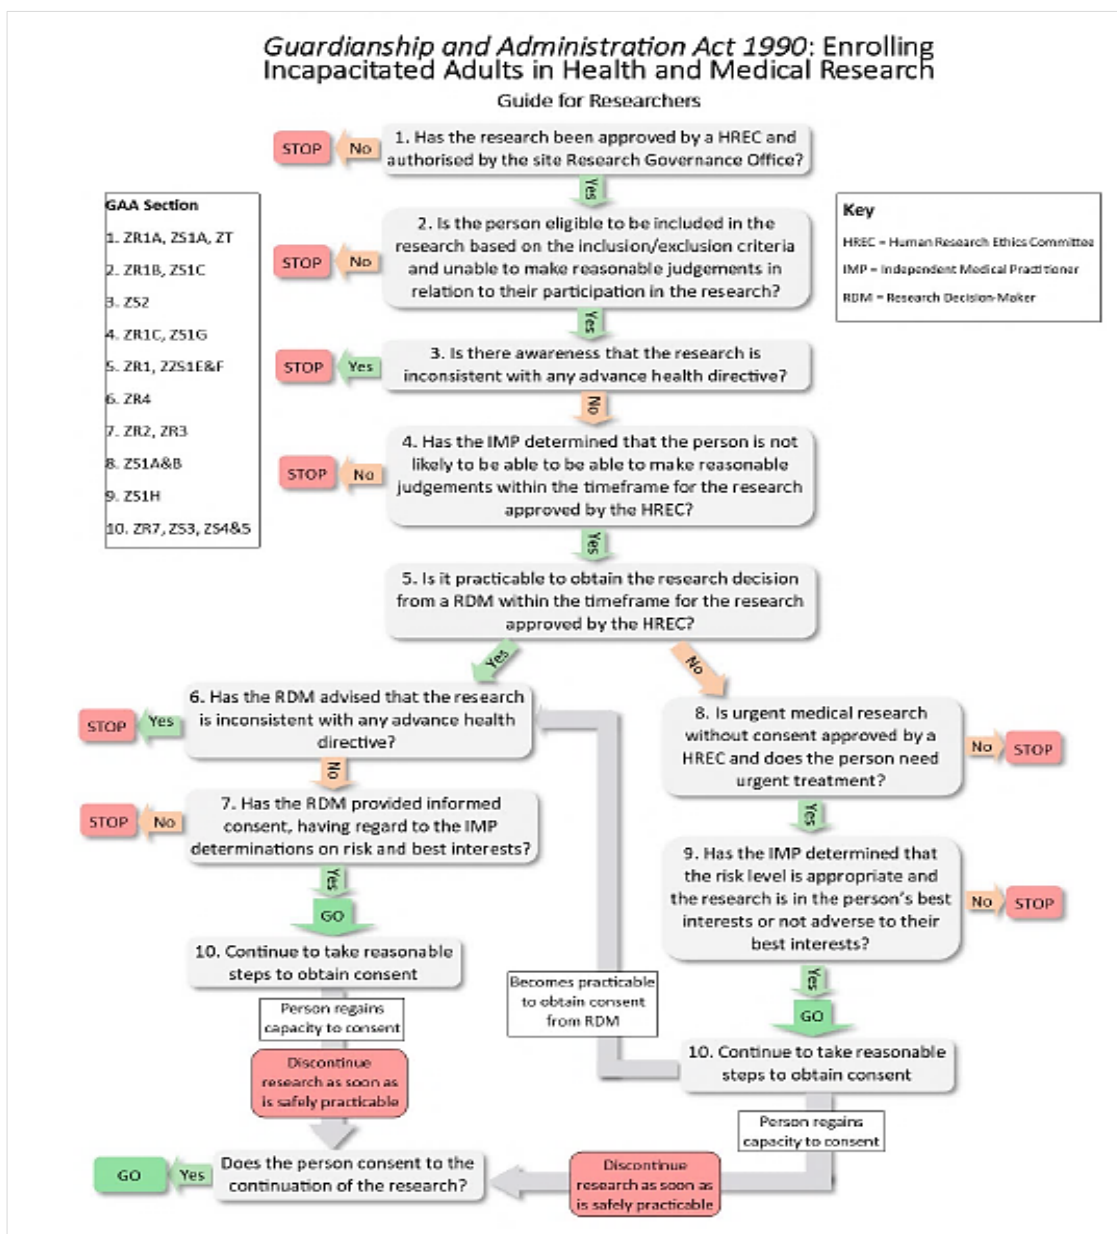 Guardianship and Administration Act 1990: Enrolling
Incapacitated Adults in Health and Medical Research
Guide for Researchers
1. Has the research been approved by a HREC and
authorised by the site Research Governance Office?
No
STOP
Yes
GAA Section
1. ZR1A, ZS1A, ZT
2. ZR1B, ZS1C
3. ZS2
4. ZR1C, ZS1G
5. ZR1, ZZS1E&F
6. ZR4
7. ZR2, ZR3
8. ZS1A&B
9. ZS1H
10. ZR7, ZS3, ZS4&5
Key
HREC = Human Research Ethics Committee
IMP = Independent Medical Practitioner
RDM = Research Decision-Maker
2. Is the person eligible to be included in the
research based on the inclusion/exclusion criteria
and unable to make reasonable judgements in
relation to their participation in the research?
No
STOP
Yes
3. Is there awareness that the research is
inconsistent with any advance health directive?
Yes
STOP
No
4. Has the IMP determined that the person is not
likely to be able to be able to make reasonable
judgements within the timeframe for the research
approved by the HREC?
No
STOP
Yes
5. Is it practicable to obtain the research decision
from a RDM within the timeframe for the research
approved by the HREC?
Yes
No
6. Has the RDM advised that the research
is inconsistent with any advance health
directive?
Yes
STOP
No
7. Has the RDM provided informed
consent, having regard to the IMP
determinations on risk and best interests?
No
STOP
Yes
GO
10. Continue to take reasonable
steps to obtain consent
Person regains
capacity to consent
Discontinue
research as soon as
is safely practicable
8. Is urgent medical research
without consent approved by a
HREC and does the person need
urgent treatment?
No
STOP
Yes
9. Has the IMP determined that
the risk level is appropriate and
the research is in the person's best
interests or not adverse to their
best interests?
No
STOP
Yes
GO
10. Continue to take reasonable
steps to obtain consent
Becomes practicable
to obtain consent
from RDM
Person regains
capacity to consent
Discontinue
research as soon as
is safely practicable
Does the person consent to the
continuation of the research?
Yes
GO